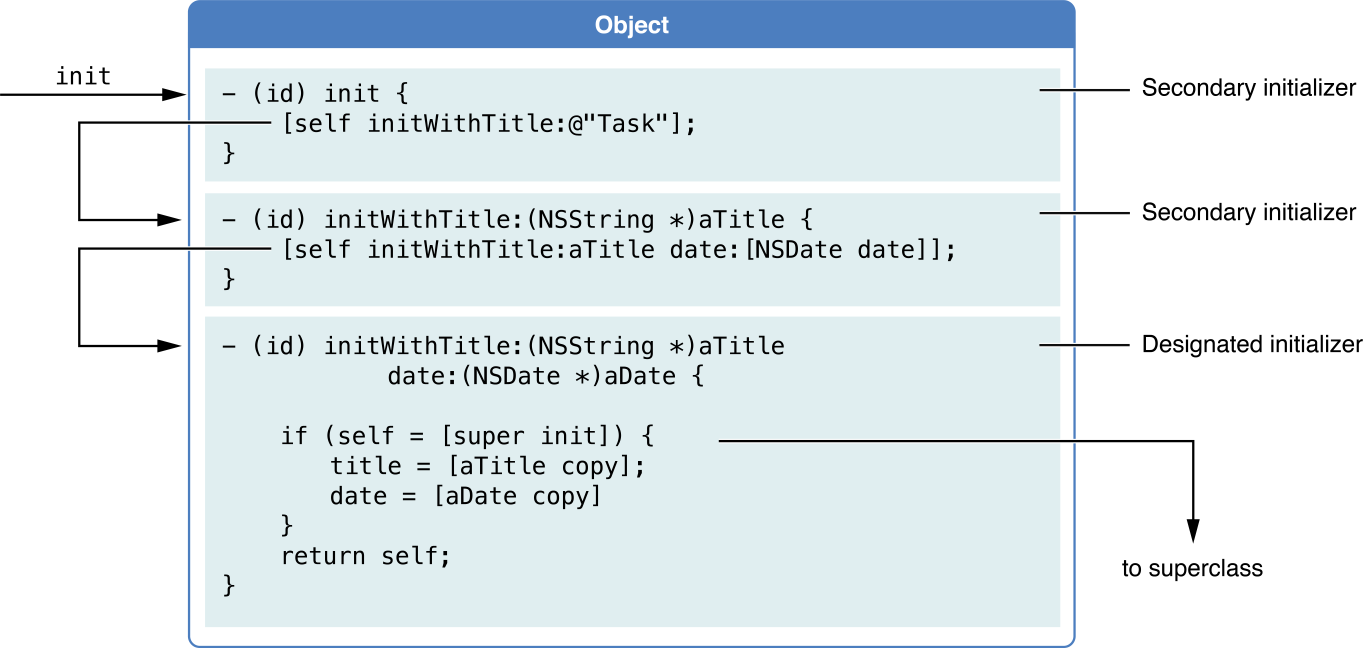 Object
init
- (id) init {
[self initWithTitle:@"Task"];
}
Secondary initializer
- (id) initWithTitle:(NSString *)aTitle {
[self initWithTitle:aTitle date:[NSDate date]];
}
Secondary initializer
- (id) initWithTitle:(NSString *)aTitle
date:(NSDate *)aDate {
if (self = [super init]) {
title = [aTitle copy];
date = [aDate copy]
}
return self;
}
Designated initializer
to superclass